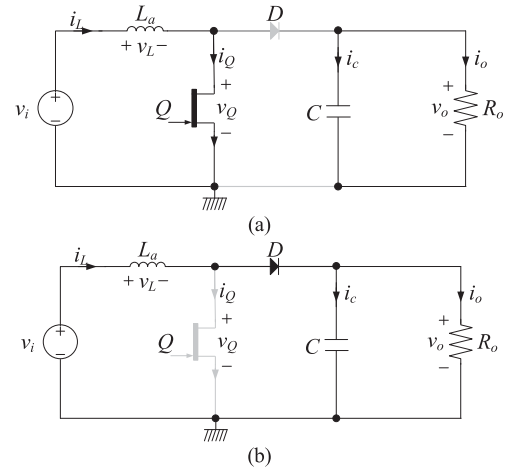 i_L L_a D
+ v_L − i_Q i_c i_o
v_i + − Q + v_Q − C + v_o − R_o
(a)
i_L L_a D
+ v_L − i_Q i_c i_o
v_i + − Q + v_Q − C + v_o − R_o
(b)